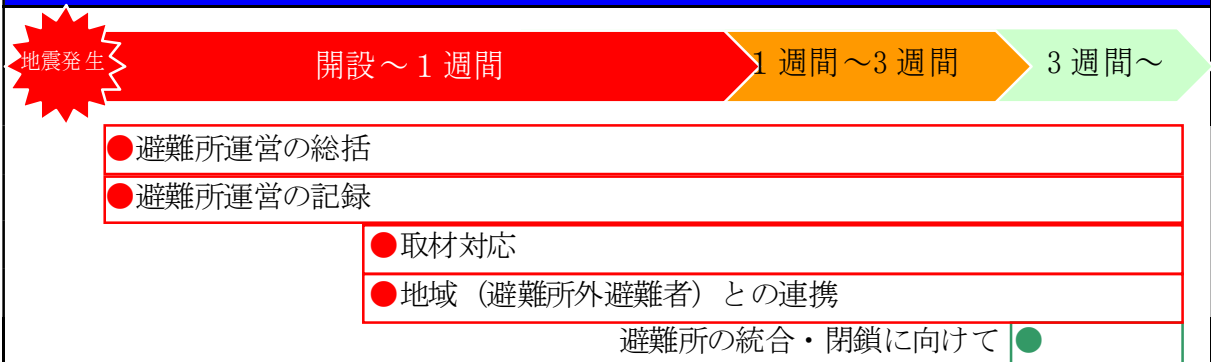 地震発生
開設～１週間
１週間～3週間
３週間～
●避難所運営の総括
●避難所運営の記録
●取材対応
●地域（避難所外避難者）との連携
避難所の統合・閉鎖に向けて●